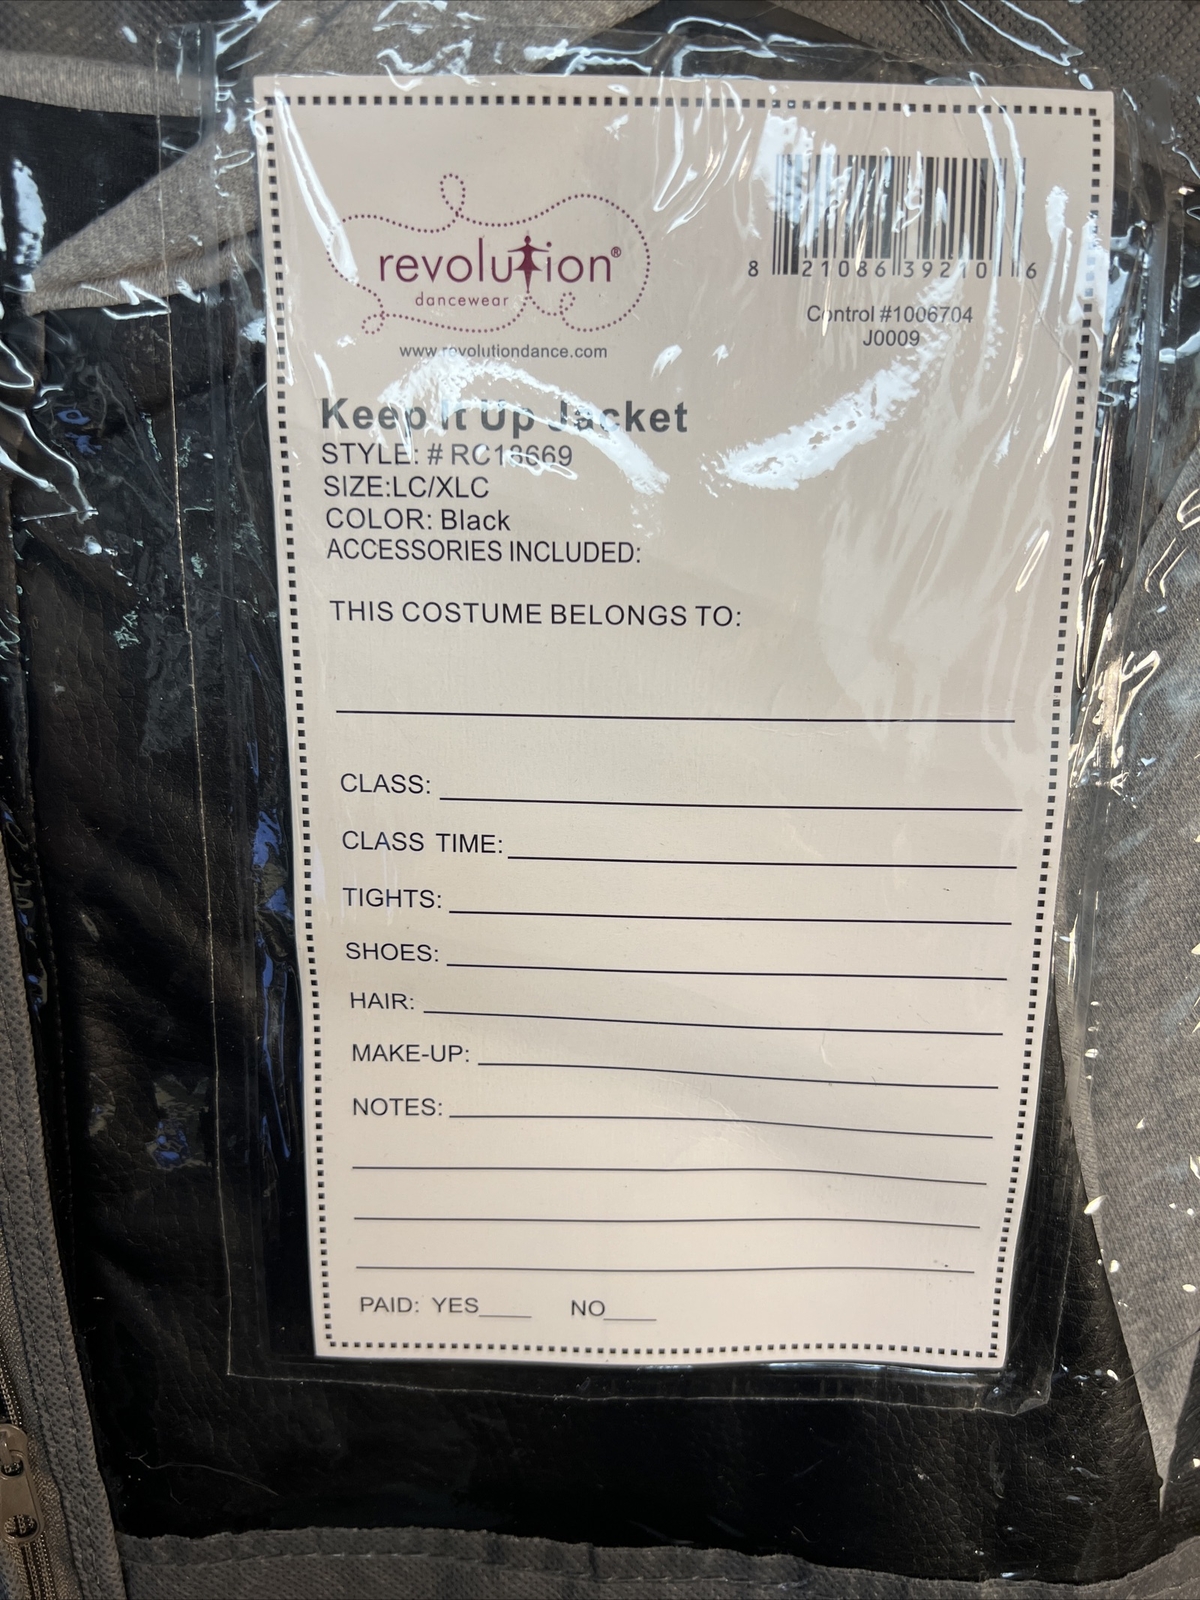 revolution®
dancewear
www.revolutiondance.com
8 21086 39210 6
Control #1006704
J0009
Keep It Up Jacket
STYLE: # RC18669
SIZE:LC/XLC
COLOR: Black
ACCESSORIES INCLUDED:
THIS COSTUME BELONGS TO:
CLASS:
CLASS TIME:
TIGHTS:
SHOES:
HAIR:
MAKE-UP:
NOTES:
PAID: YES____ NO____